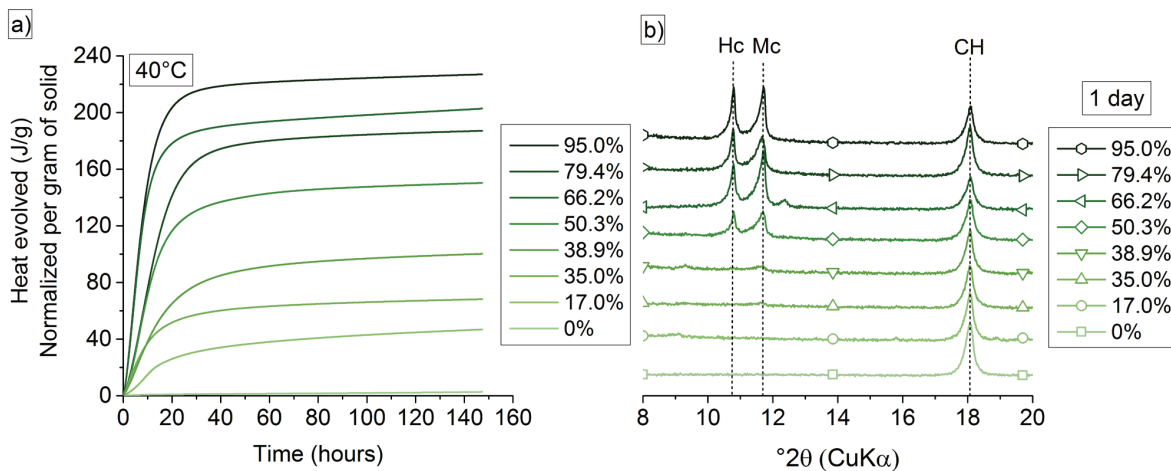 a)
40°C
Heat evolved (J/g)
Normalized per gram of solid
240
200
160
120
80
40
0
0 20 40 60 80 100 120 140 160
Time (hours)
95.0%
79.4%
66.2%
50.3%
38.9%
35.0%
17.0%
0%
b)
Hc Mc CH
8 10 12 14 16 18 20
°2θ (CuKα)
1 day
95.0%
79.4%
66.2%
50.3%
38.9%
35.0%
17.0%
0%